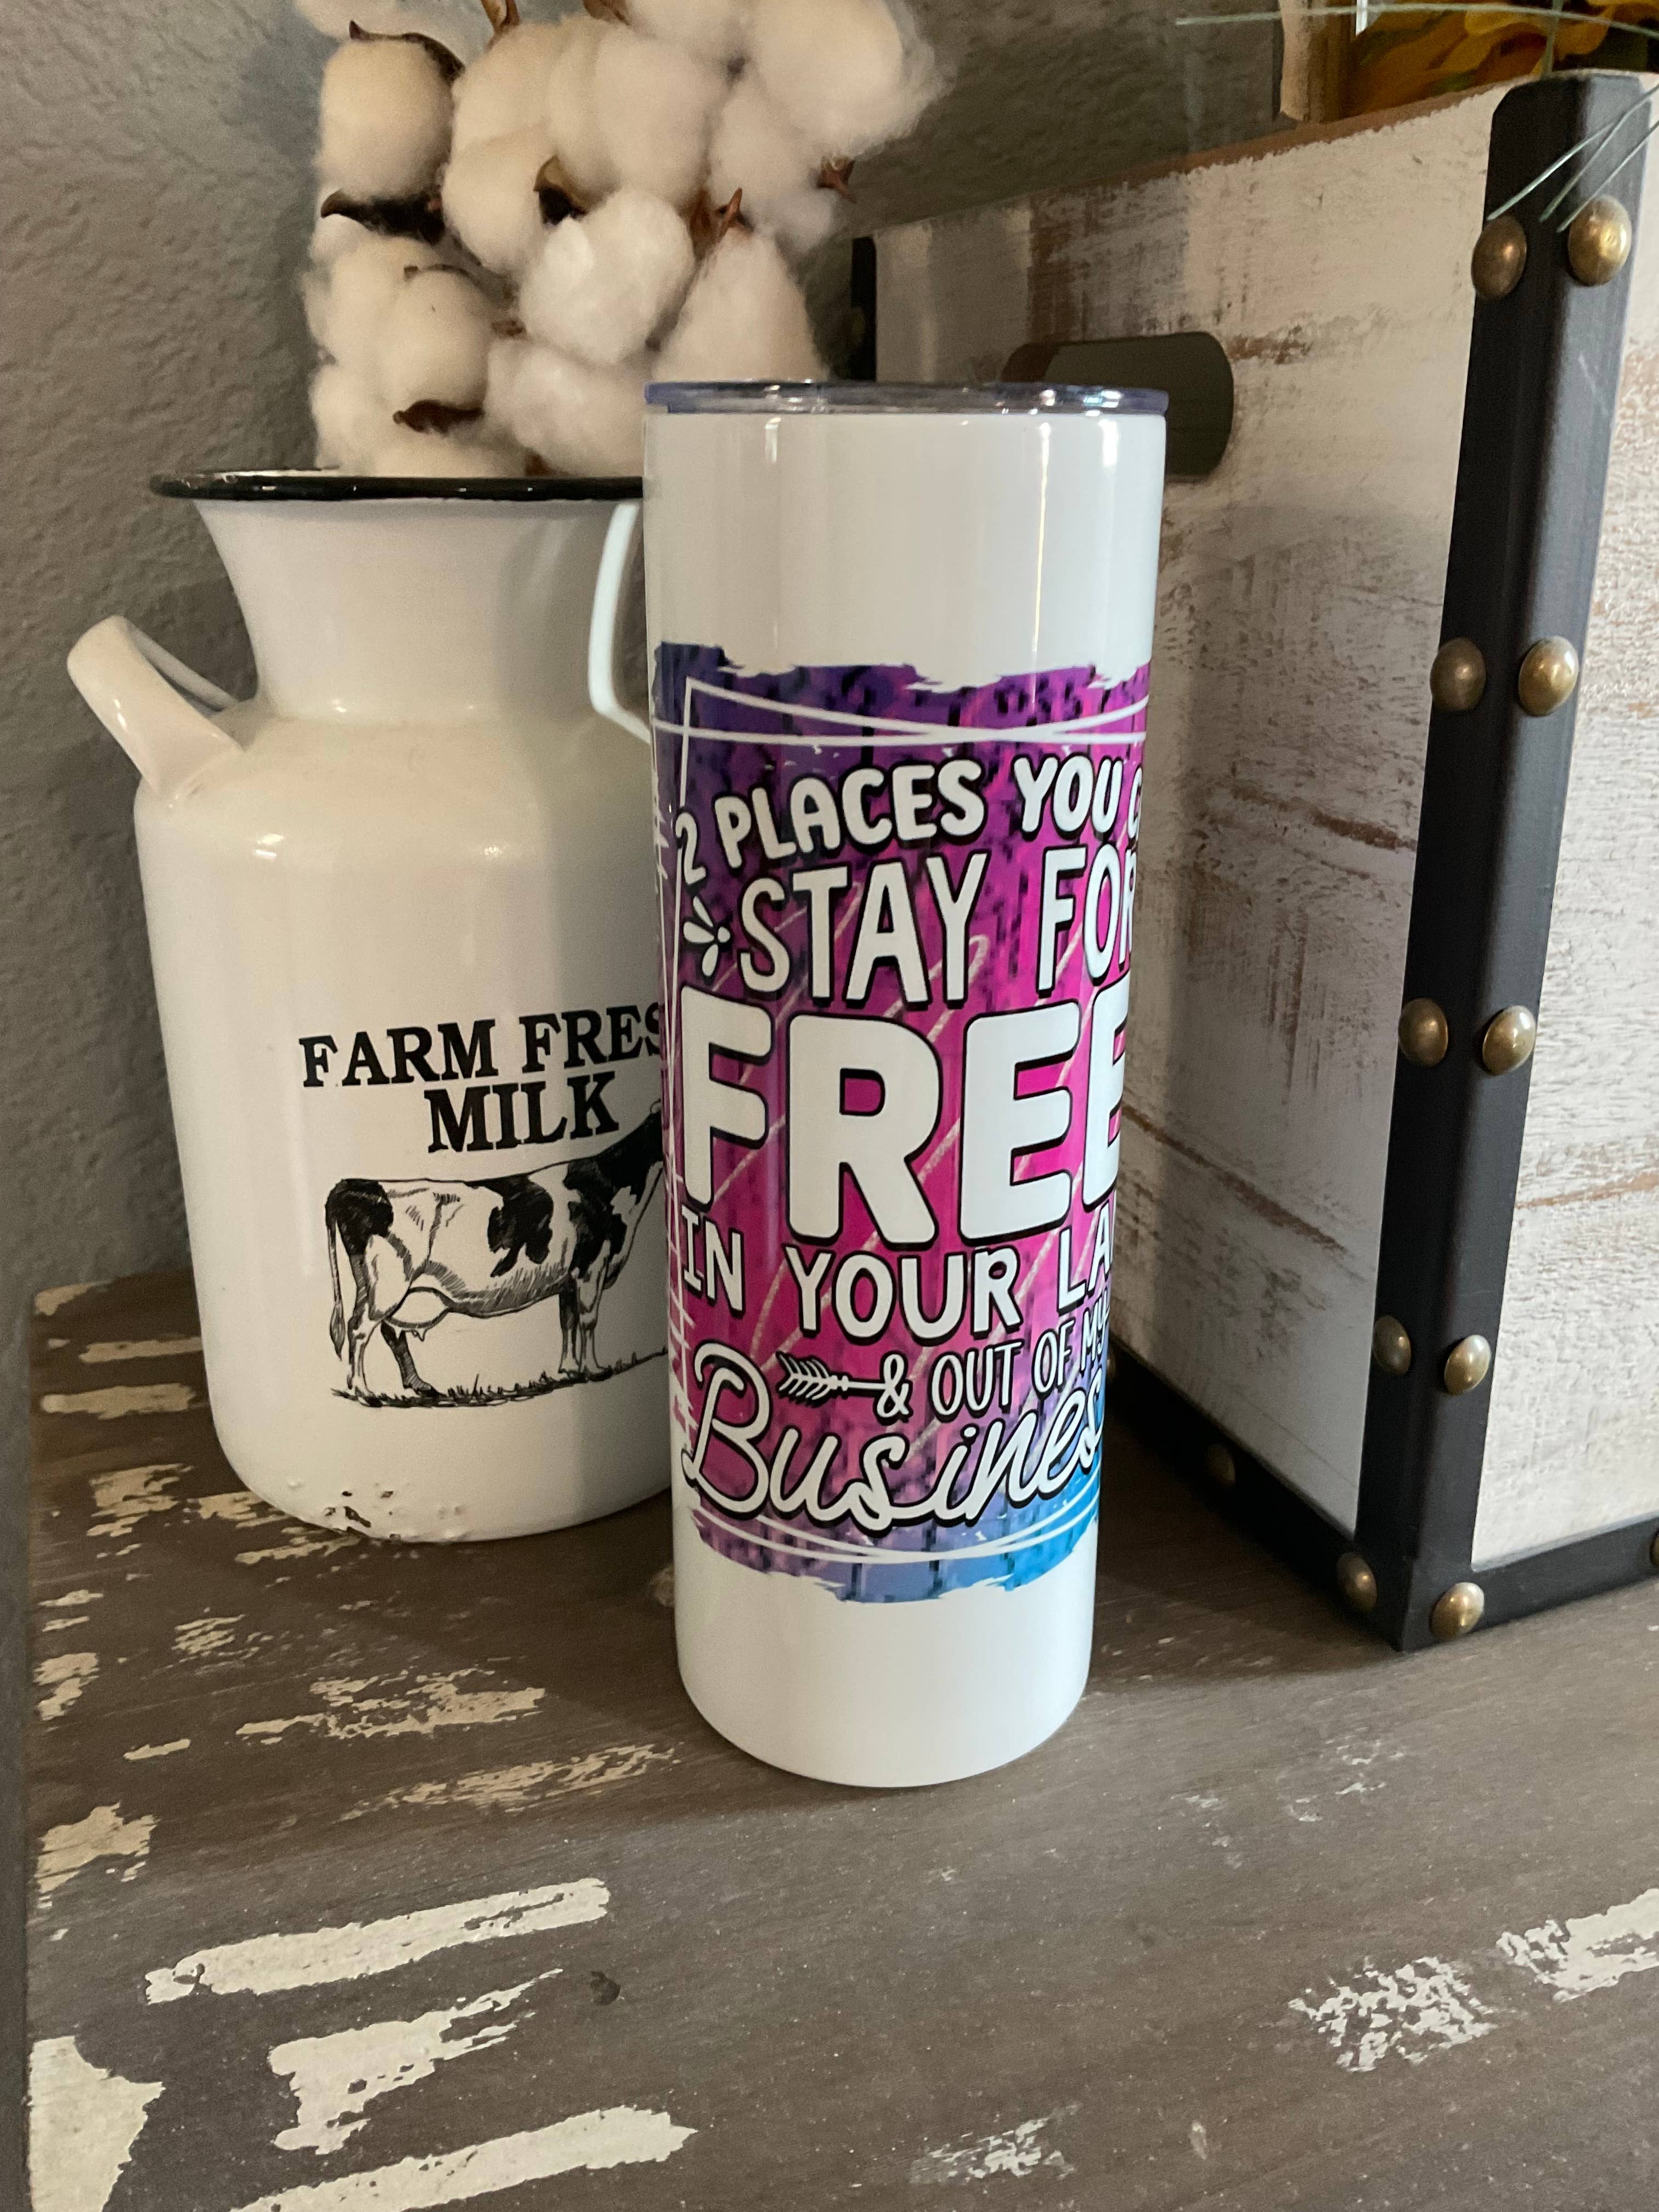 FARM FRES
MILK
2 PLACES YOU C
STAY FOR
FREE
IN YOUR LA
& OUT OF MY
Busines